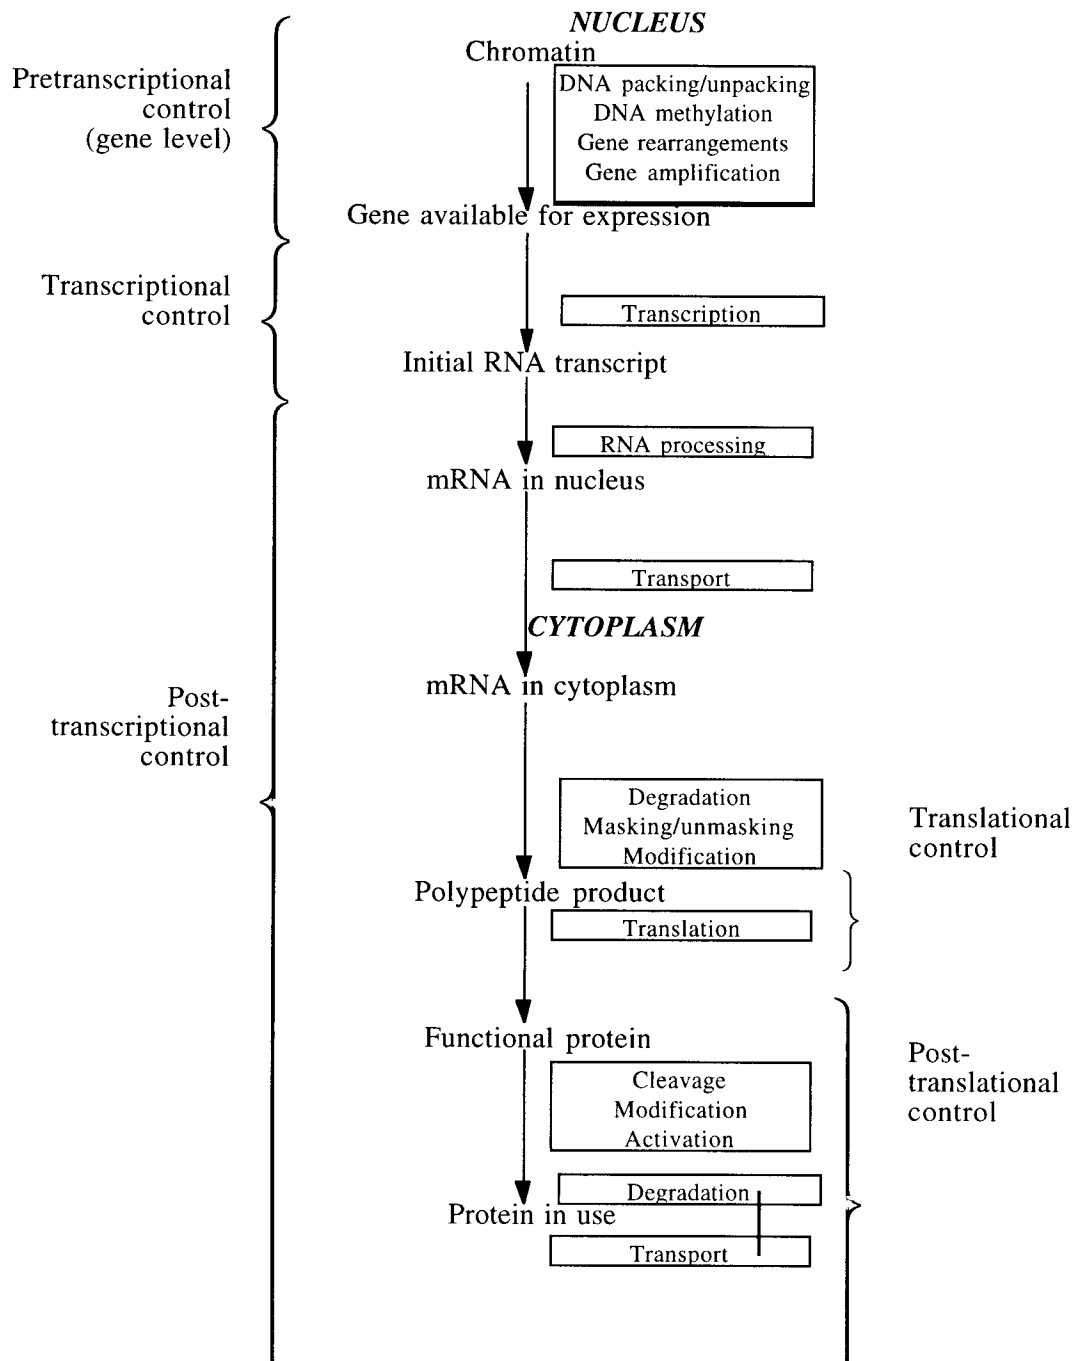 NUCLEUS
Chromatin
Pretranscriptional
control
(gene level)
DNA packing/unpacking
DNA methylation
Gene rearrangements
Gene amplification
Gene available for expression
Transcriptional
control
Transcription
Initial RNA transcript
RNA processing
mRNA in nucleus
Transport
CYTOPLASM
mRNA in cytoplasm
Post-
transcriptional
control
Degradation
Masking/unmasking
Modification
Translational
control
Polypeptide product
Translation
Functional protein
Post-
translational
control
Cleavage
Modification
Activation
Degradation
Protein in use
Transport